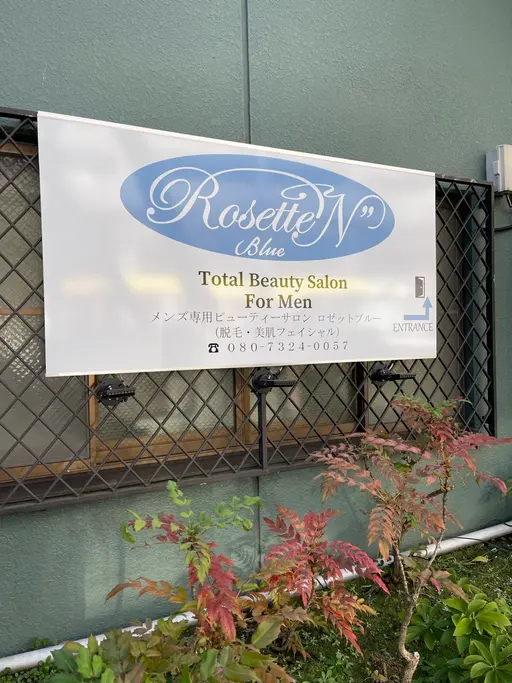 Rosette N”
Blue
Total Beauty Salon
For Men
メンズ専用ビューティーサロン ロゼットブルー
(脱毛・美肌フェイシャル)
☎ 080-7324-0057
ENTRANCE